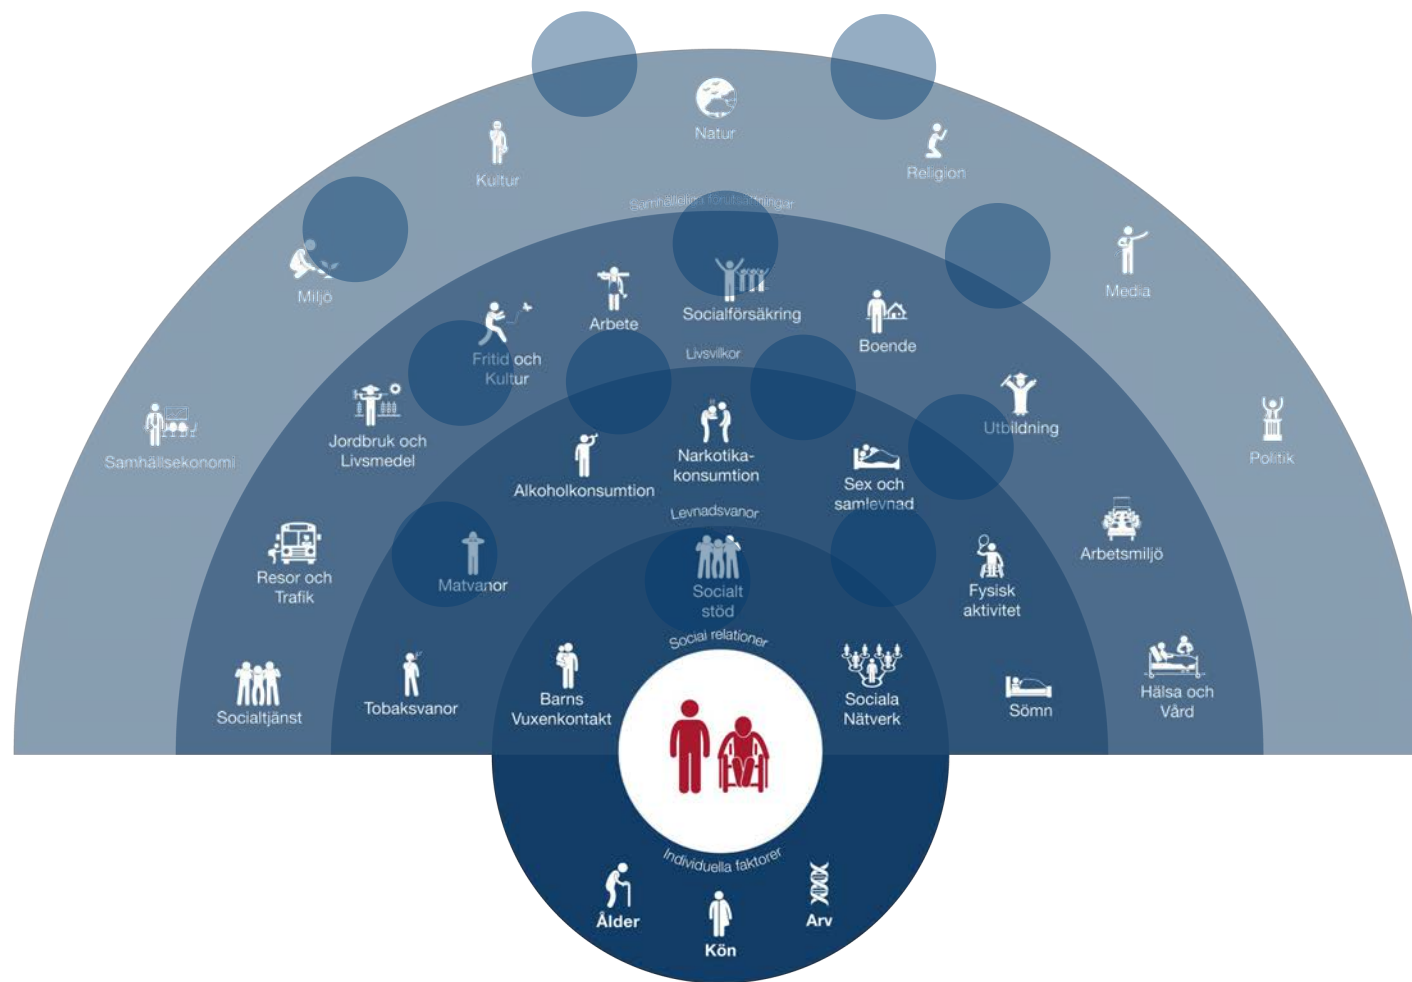 Natur
Kultur
Religion
Samhälleliga förutsättningar
Miljö
Media
Arbete
Socialförsäkring
Boende
Livsvilkor
Fritid och
Kultur
Jordbruk och
Livsmedel
Utbildning
Samhällsekonomi
Politik
Alkoholkonsumtion
Narkotika-
konsumtion
Sex och
samlevnad
Levnadsvanor
Arbetsmiljö
Resor och
Trafik
Matvanor
Socialt
stöd
Fysisk
aktivitet
Social relationer
Socialtjänst
Tobaksvanor
Barns
Vuxenkontakt
Sociala
Nätverk
Sömn
Hälsa och
Vård
Individuella faktorer
Ålder
Kön
Arv